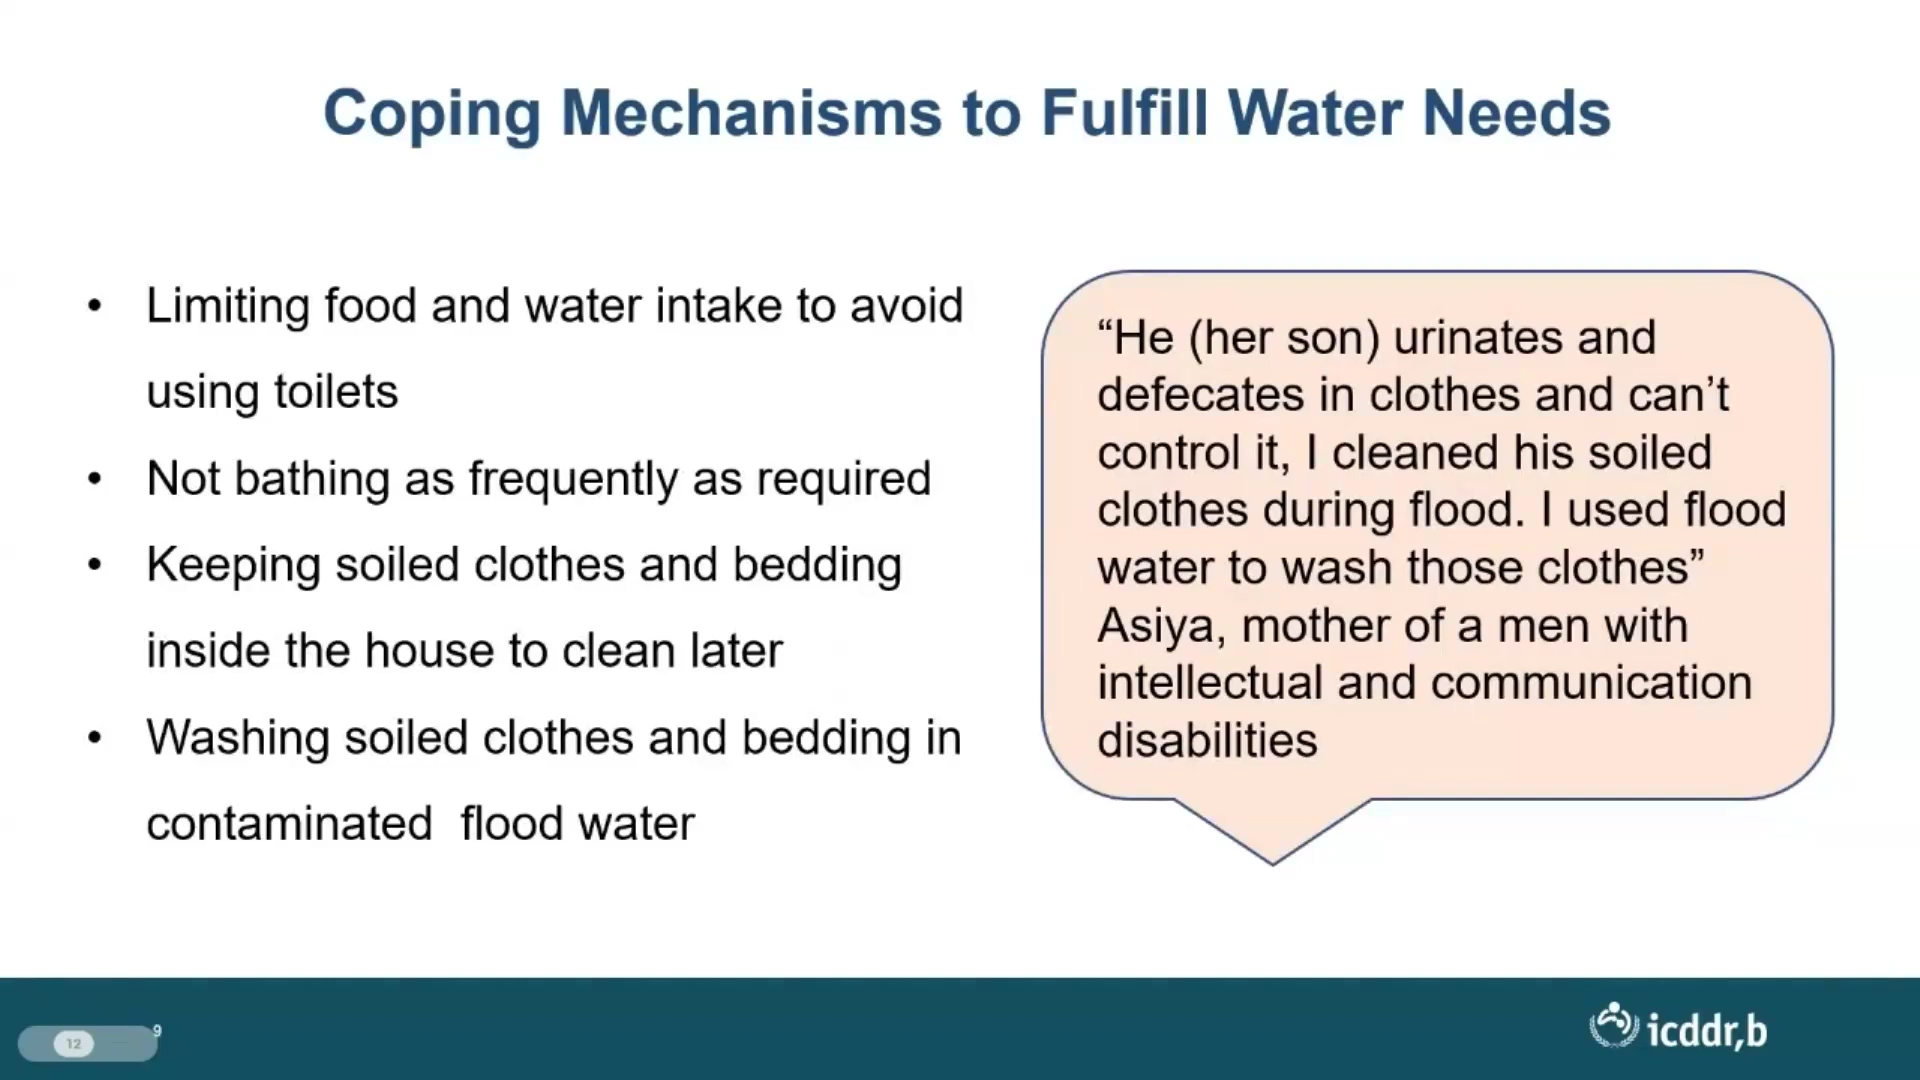 Coping Mechanisms to Fulfill Water Needs
• Limiting food and water intake to avoid
using toilets
• Not bathing as frequently as required
• Keeping soiled clothes and bedding
inside the house to clean later
• Washing soiled clothes and bedding in
contaminated  flood water
“He (her son) urinates and
defecates in clothes and can’t
control it, I cleaned his soiled
clothes during flood. I used flood
water to wash those clothes”
Asiya, mother of a men with
intellectual and communication
disabilities
9
12
icddr,b